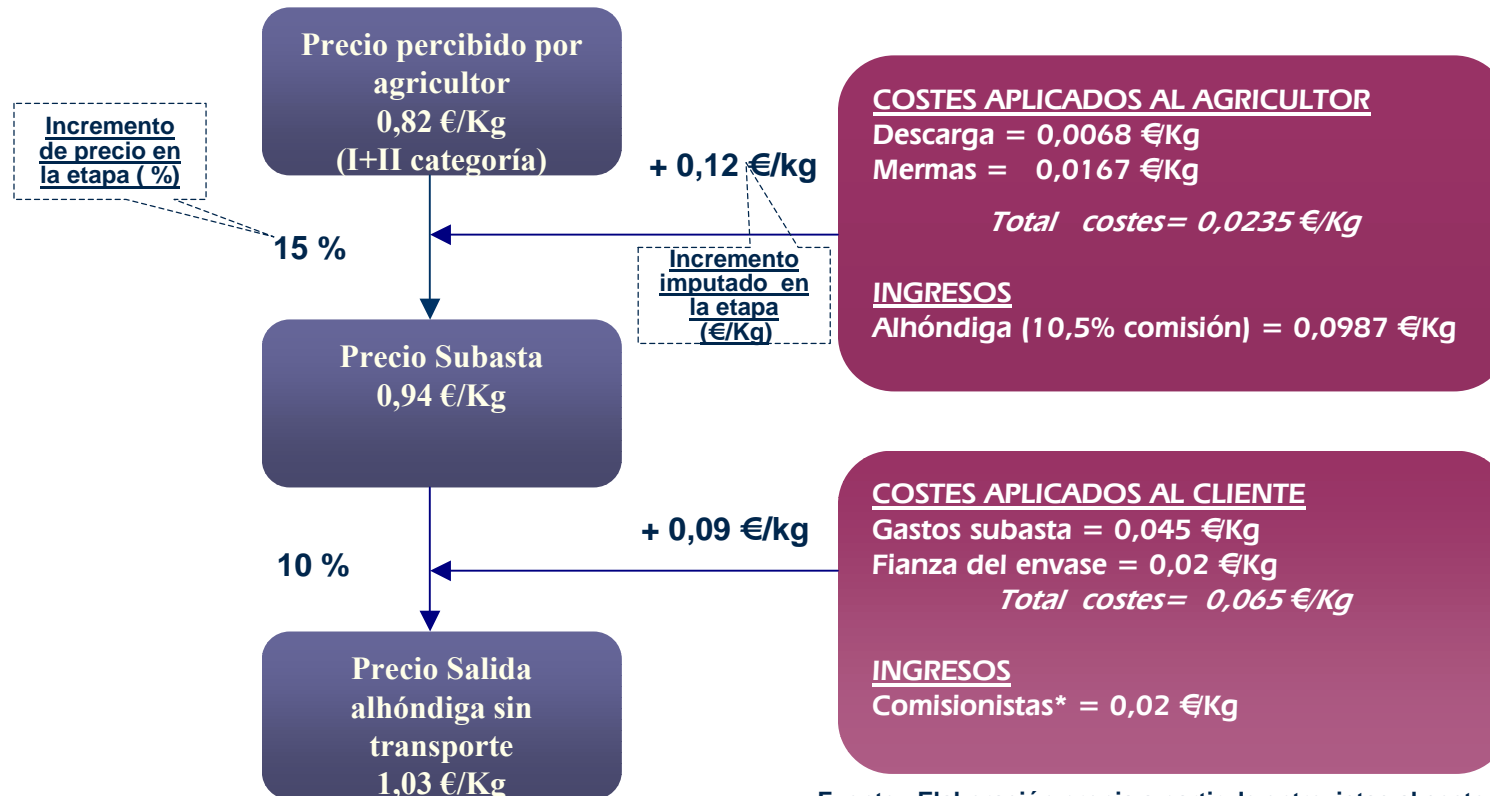 Precio percibido por
agricultor
0,82 €/Kg
(I+II categoría)
Incremento
de precio en
la etapa ( %)
15 %
+ 0,12 €/kg
Incremento
imputado en
la etapa
(€/Kg)
COSTES APLICADOS AL AGRICULTOR
Descarga = 0,0068 €/Kg
Mermas = 0,0167 €/Kg
Total costes= 0,0235 €/Kg
INGRESOS
Alhóndiga (10,5% comisión) = 0,0987 €/Kg
Precio Subasta
0,94 €/Kg
10 %
+ 0,09 €/kg
COSTES APLICADOS AL CLIENTE
Gastos subasta = 0,045 €/Kg
Fianza del envase = 0,02 €/Kg
Total costes= 0,065 €/Kg
INGRESOS
Comisionistas* = 0,02 €/Kg
Precio Salida
alhóndiga sin
transporte
1,03 €/Kg